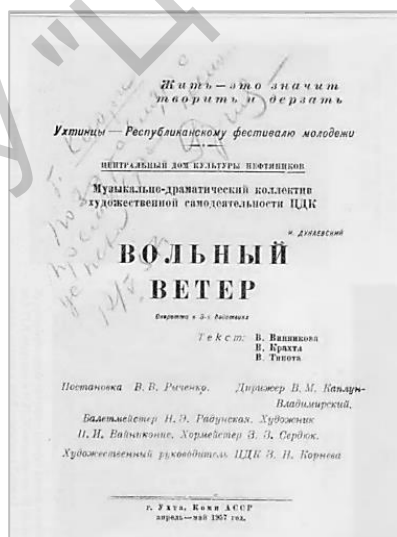 Жить — это значит
творить и дерзать
Ухтинцы — Республиканскому фестивалю молодежи
ЦЕНТРАЛЬНЫЙ ДОМ КУЛЬТУРЫ НЕФТЯНИКОВ
Музыкально-драматический коллектив
художественной самодеятельности ЦДК
И. ДУНАЕВСКИЙ
ВОЛЬНЫЙ
ВЕТЕР
Оперетта в 3-х действиях
Текст: В. Винникова
В. Крахта
В. Типота
Постановка В. В. Рыченко. Дирижер В. М. Каплун-
Владимирский.
Балетмейстер Н. Э. Радунская. Художник
П. И. Вайниконис. Хормейстер З. Э. Сердюк.
Художественный руководитель ЦДК З. Н. Корнева
г. Ухта, Коми АССР
апрель—май 1957 год.